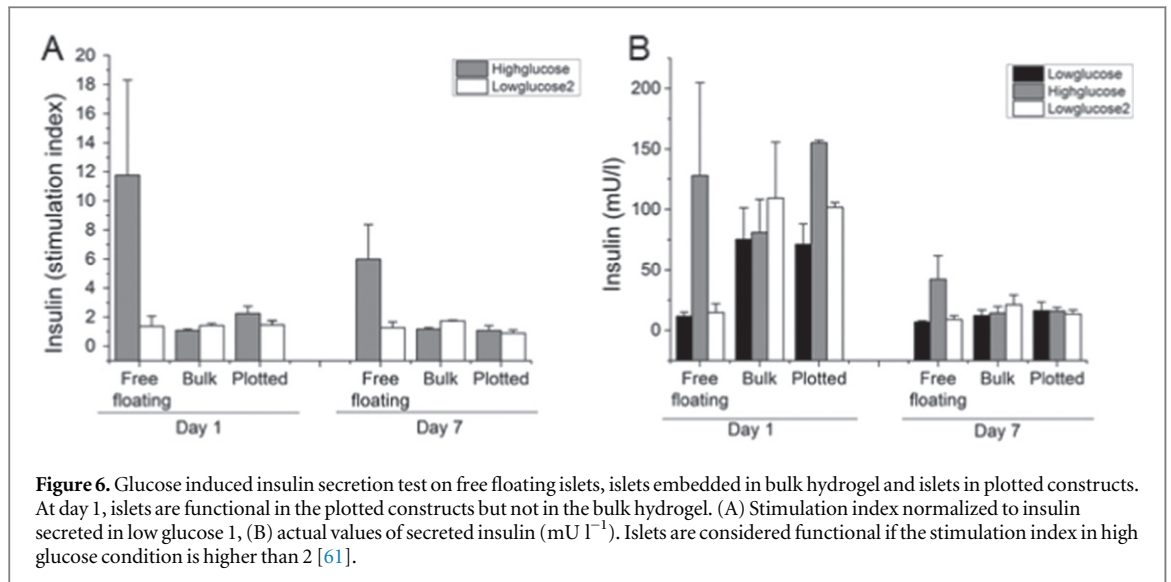 A
Insulin (stimulation index)
20
18
16
14
12
10
8
6
4
2
0
Highglucose
Lowglucose2
Free floating
Bulk
Plotted
Day 1
Free floating
Bulk
Plotted
Day 7
B
Insulin (mU/l)
200
150
100
50
0
Lowglucose
Highglucose
Lowglucose2
Free floating
Bulk
Plotted
Day 1
Free floating
Bulk
Plotted
Day 7
Figure 6. Glucose induced insulin secretion test on free floating islets, islets embedded in bulk hydrogel and islets in plotted constructs.
At day 1, islets are functional in the plotted constructs but not in the bulk hydrogel. (A) Stimulation index normalized to insulin
secreted in low glucose 1, (B) actual values of secreted insulin (mU l⁻¹). Islets are considered functional if the stimulation index in high
glucose condition is higher than 2 [61].